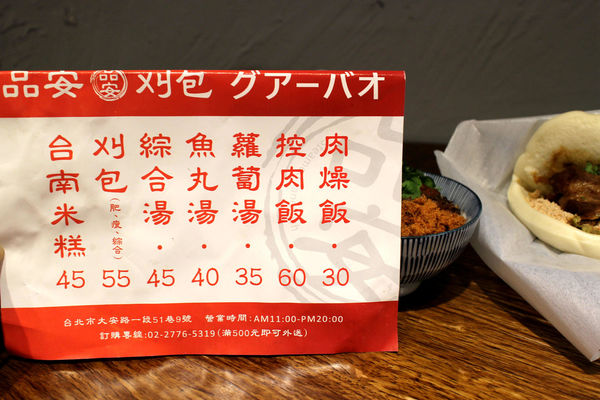 品安 品安 刈包 グアーバオ
肉燥飯．30
控肉飯．60
蘿蔔湯．35
魚丸湯．40
綜合湯．45
刈包(肥、瘦、綜合)55
台南米糕 45
台北市大安路一段51巷9號 營業時間:AM11:00-PM20:00
訂購專線:02-2776-5319(滿500元即可外送)